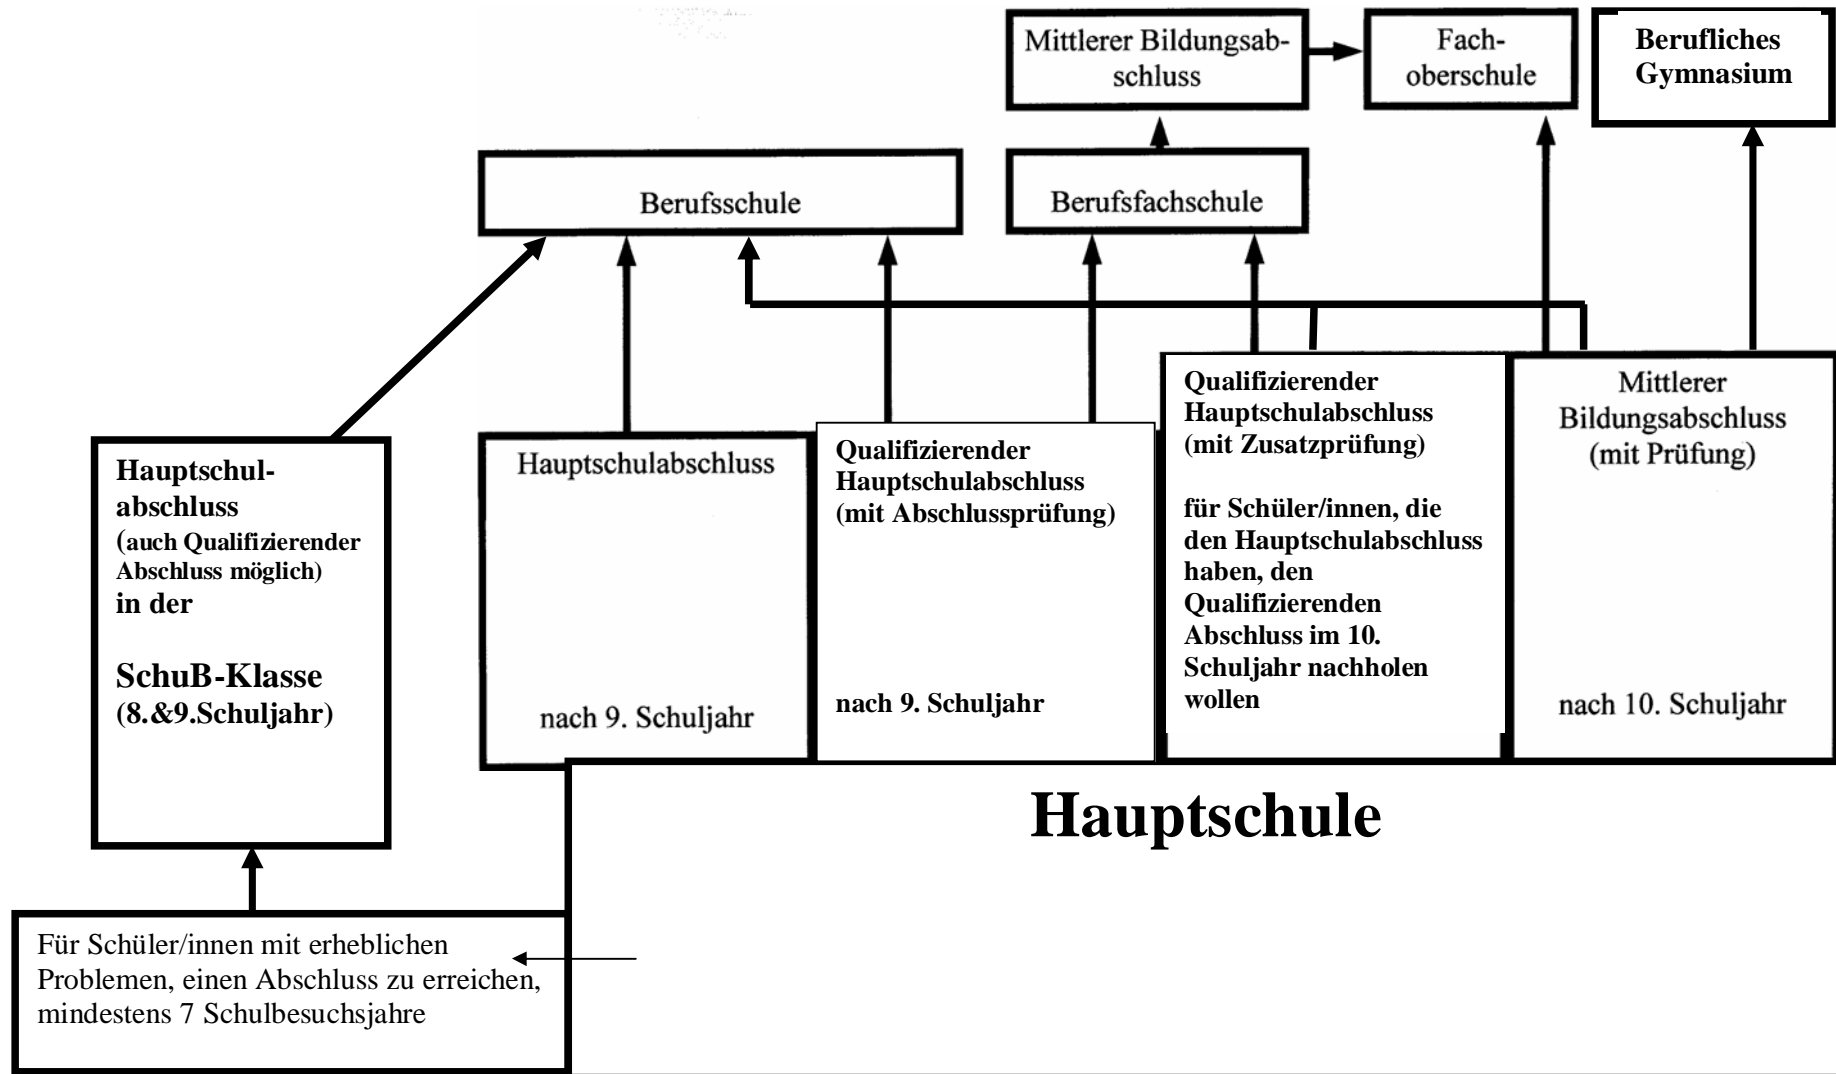 Mittlerer Bildungsab-
schluss
Fach-
oberschule
Berufliches
Gymnasium
Berufsschule
Berufsfachschule
Hauptschul-
abschluss
(auch Qualifizierender
Abschluss möglich)
in der
SchuB-Klasse
(8.&9.Schuljahr)
Hauptschulabschluss
nach 9. Schuljahr
Qualifizierender
Hauptschulabschluss
(mit Abschlussprüfung)
nach 9. Schuljahr
Qualifizierender
Hauptschulabschluss
(mit Zusatzprüfung)
für Schüler/innen, die
den Hauptschulabschluss
haben, den
Qualifizierenden
Abschluss im 10.
Schuljahr nachholen
wollen
Mittlerer
Bildungsabschluss
(mit Prüfung)
nach 10. Schuljahr
Hauptschule
Für Schüler/innen mit erheblichen
Problemen, einen Abschluss zu erreichen,
mindestens 7 Schulbesuchsjahre